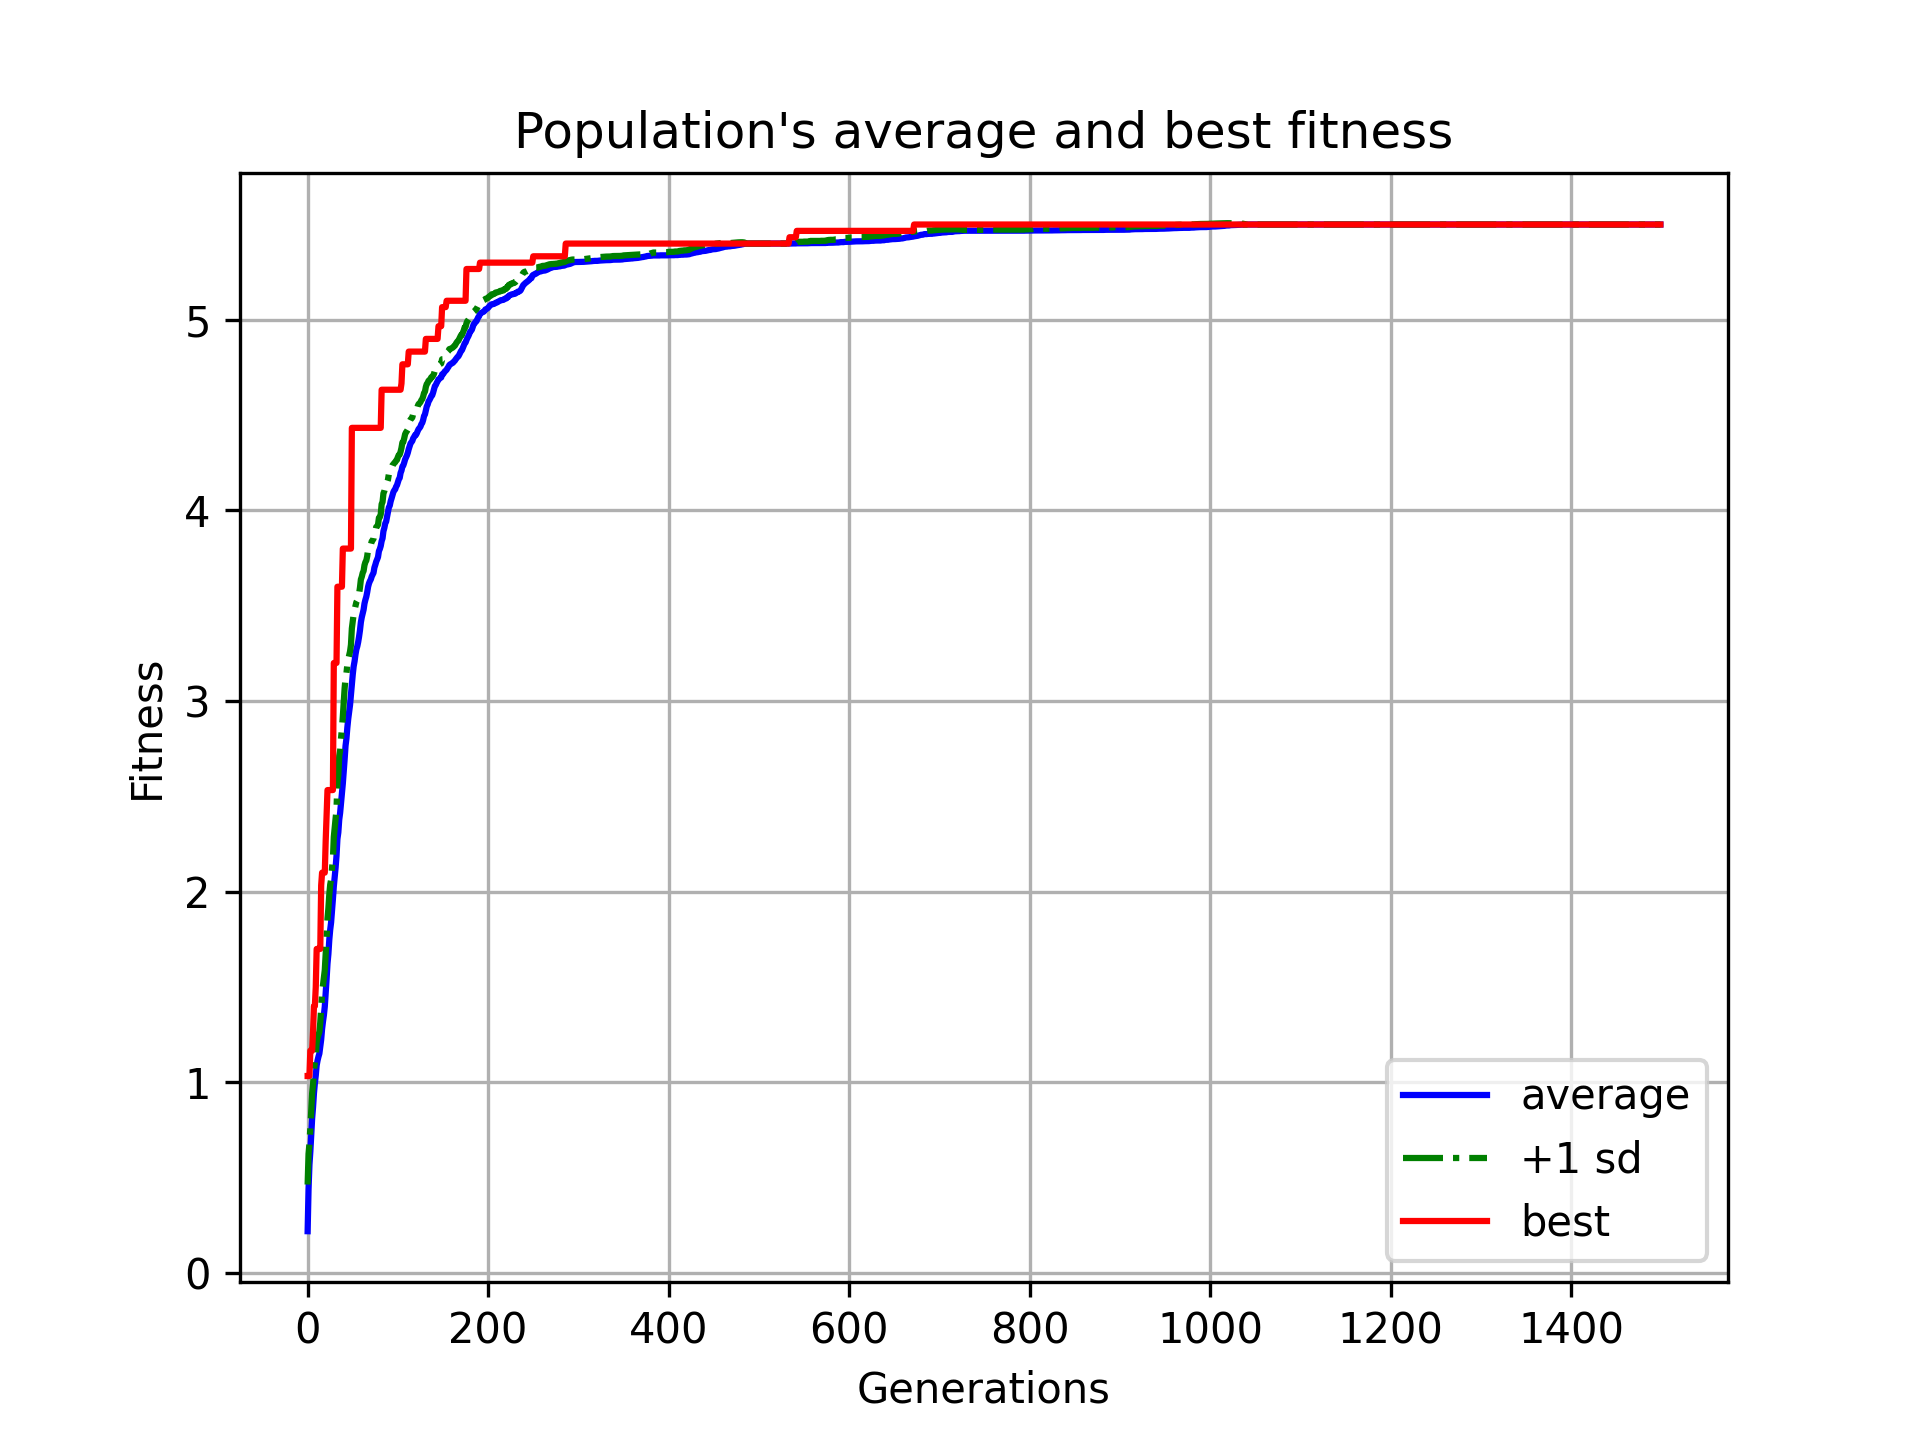 Population's average and best fitness
Fitness
5
4
3
2
1
0
0 200 400 600 800 1000 1200 1400
Generations
average
+1 sd
best